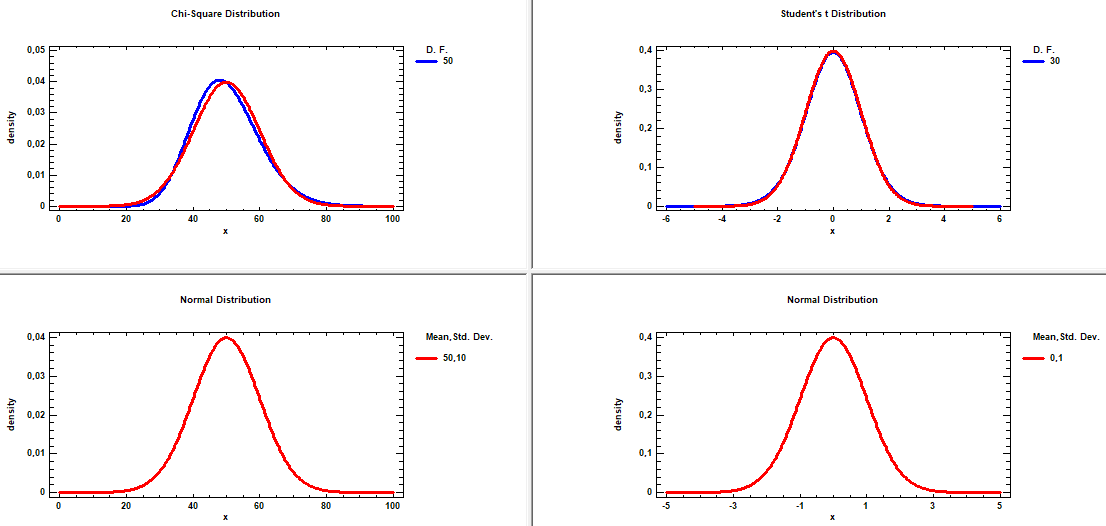 Chi-Square Distribution
D. F.
50
density
0,05
0,04
0,03
0,02
0,01
0
0 20 40 60 80 100
x
Student's t Distribution
D. F.
30
density
0,4
0,3
0,2
0,1
0
-6 -4 -2 0 2 4 6
x
Normal Distribution
Mean,Std. Dev.
50,10
density
0,04
0,03
0,02
0,01
0
0 20 40 60 80 100
x
Normal Distribution
Mean,Std. Dev.
0,1
density
0,4
0,3
0,2
0,1
0
-5 -3 -1 1 3 5
x